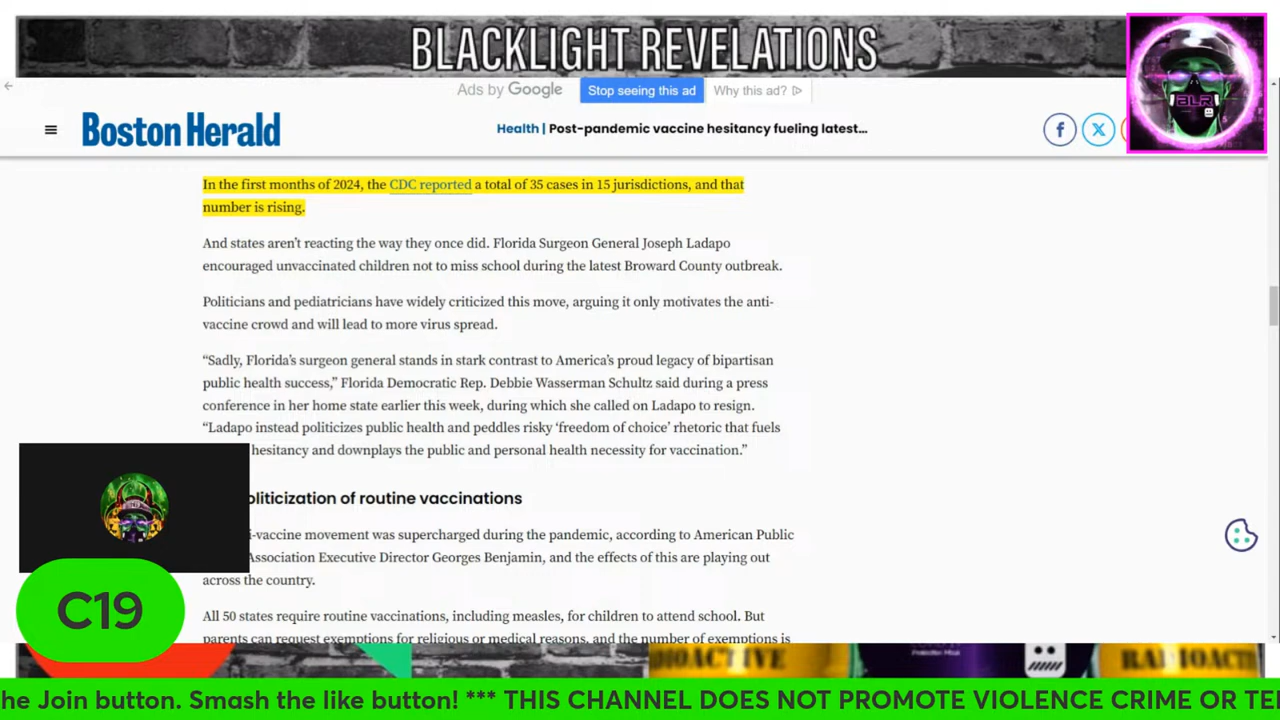 BLACKLIGHT REVELATIONS
Ads by Google
Stop seeing this ad
Why this ad?
Boston Herald
Health | Post-pandemic vaccine hesitancy fueling latest...
ALR
In the first months of 2024, the CDC reported a total of 35 cases in 15 jurisdictions, and that
number is rising.
And states aren't reacting the way they once did. Florida Surgeon General Joseph Ladapo
encouraged unvaccinated children not to miss school during the latest Broward County outbreak.
Politicians and pediatricians have widely criticized this move, arguing it only motivates the anti-
vaccine crowd and will lead to more virus spread.
“Sadly, Florida's surgeon general stands in stark contrast to America's proud legacy of bipartisan
public health success,” Florida Democratic Rep. Debbie Wasserman Schultz said during a press
conference in her home state earlier this week, during which she called on Ladapo to resign.
“Ladapo instead politicizes public health and peddles risky ‘freedom of choice’ rhetoric that fuels
hesitancy and downplays the public and personal health necessity for vaccination.”
oliticization of routine vaccinations
i-vaccine movement was supercharged during the pandemic, according to American Public
Association Executive Director Georges Benjamin, and the effects of this are playing out
across the country.
All 50 states require routine vaccinations, including measles, for children to attend school. But
parents can request exemptions for religious or medical reasons, and the number of exemptions is
C19
he Join button. Smash the like button! *** THIS CHANNEL DOES NOT PROMOTE VIOLENCE CRIME OR TE